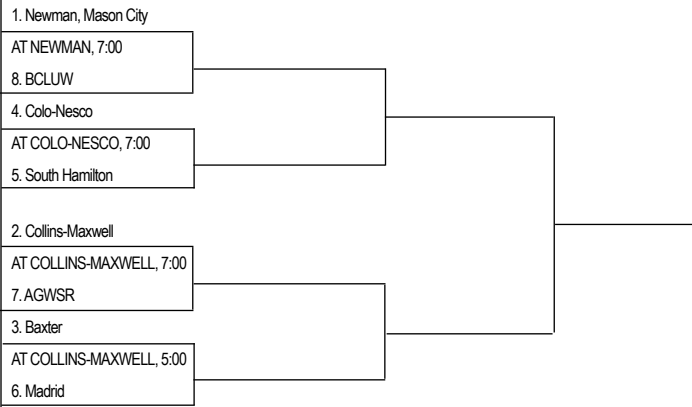 1. Newman, Mason City
AT NEWMAN, 7:00
8. BCLUW
4. Colo-Nesco
AT COLO-NESCO, 7:00
5. South Hamilton
2. Collins-Maxwell
AT COLLINS-MAXWELL, 7:00
7. AGWSR
3. Baxter
AT COLLINS-MAXWELL, 5:00
6. Madrid